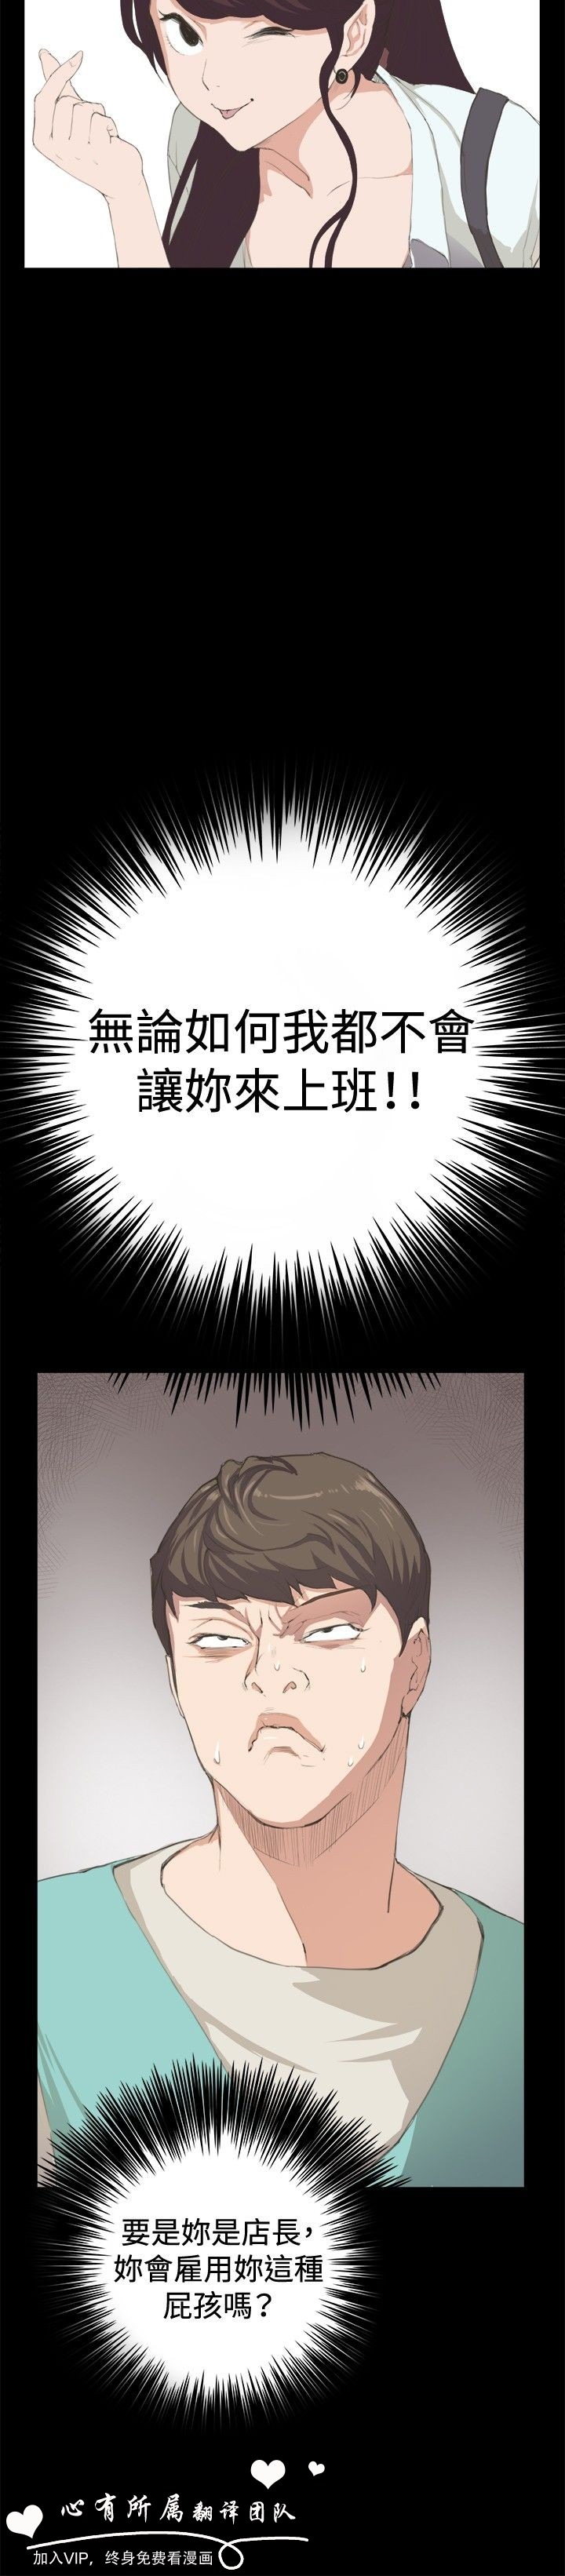 無論如何我都不會
讓妳來上班!!
要是妳是店長，
妳會雇用妳這種
屁孩嗎？
心有所属翻译团队
加入VIP，终身免费看漫画